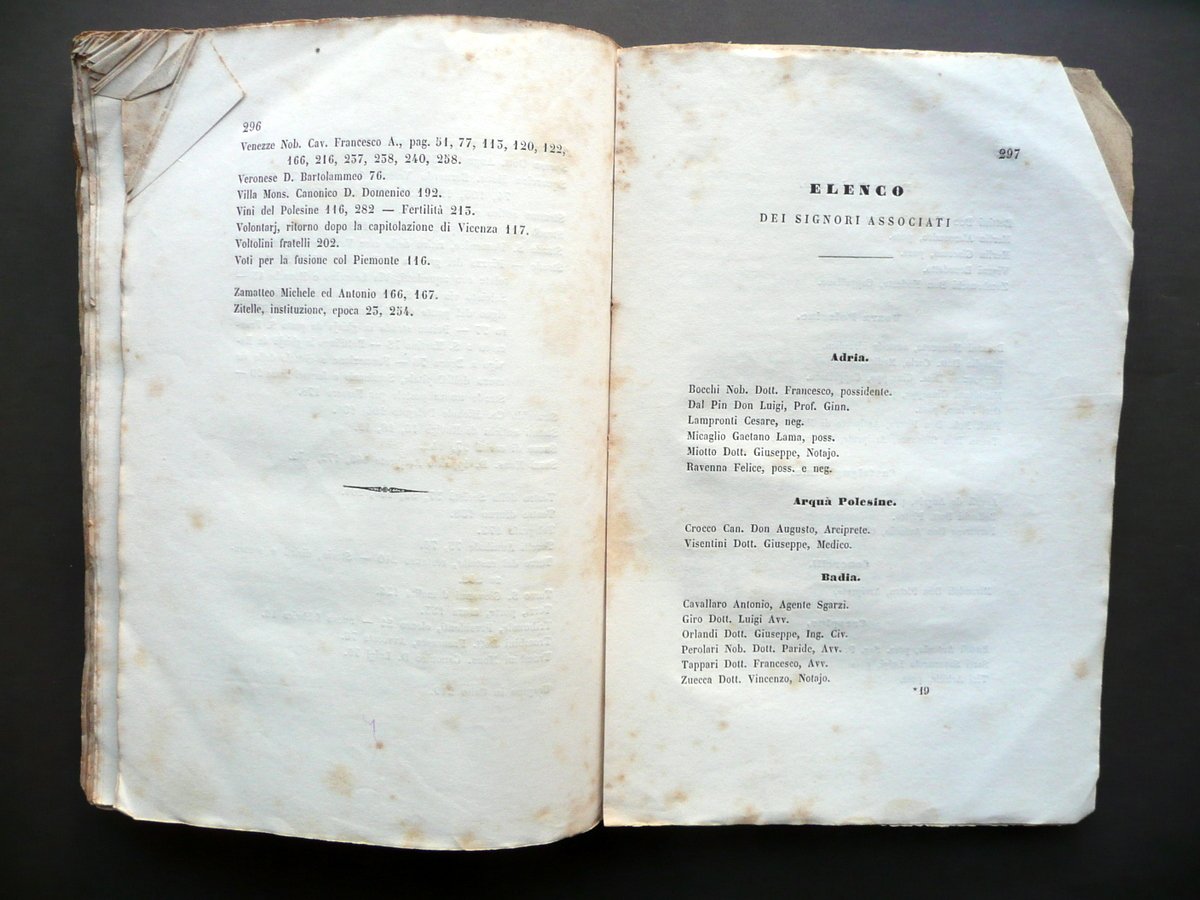 296
Venezze Nob. Cav. Francesco A., pag. 51, 77, 113, 120, 122,
166, 216, 237, 238, 240, 258.
Veronese D. Bartolammeo 76.
Villa Mons. Canonico D. Domenico 192.
Vini del Polesine 116, 282 — Fertilità 213.
Volontarj, ritorno dopo la capitolazione di Vicenza 117.
Voltolini fratelli 202.
Voti per la fusione col Piemonte 116.
Zamatteo Michele ed Antonio 166, 167.
Zitelle, instituzione, epoca 23, 254.
297
ELENCO
DEI SIGNORI ASSOCIATI
Adria.
Bocchi Nob. Dott. Francesco, possidente.
Dal Pin Don Luigi, Prof. Ginn.
Lampronti Cesare, neg.
Micaglio Gaetano Lama, poss.
Miotto Dott. Giuseppe, Notajo.
Ravenna Felice, poss. e neg.
Arquà Polesine.
Crocco Can. Don Augusto, Arciprete.
Visentini Dott. Giuseppe, Medico.
Badia.
Cavallaro Antonio, Agente Sgarzi.
Giro Dott. Luigi Avv.
Orlandi Dott. Giuseppe, Ing. Civ.
Perolari Nob. Dott. Paride, Avv.
Tappari Dott. Francesco, Avv.
Zuecca Dott. Vincenzo, Notajo.
*19